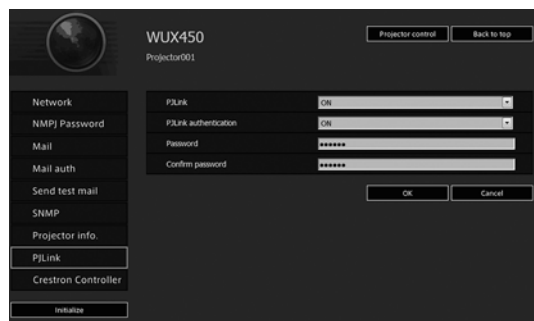 WUX450
Projector control
Back to top
Projector001
Network
NMPJ Password
Mail
Mail auth
Send test mail
SNMP
Projector info.
PJLink
Crestron Controller
Initialize
PJLink ON
PJLink authentication ON
Password ••••••
Confirm password ••••••
OK
Cancel